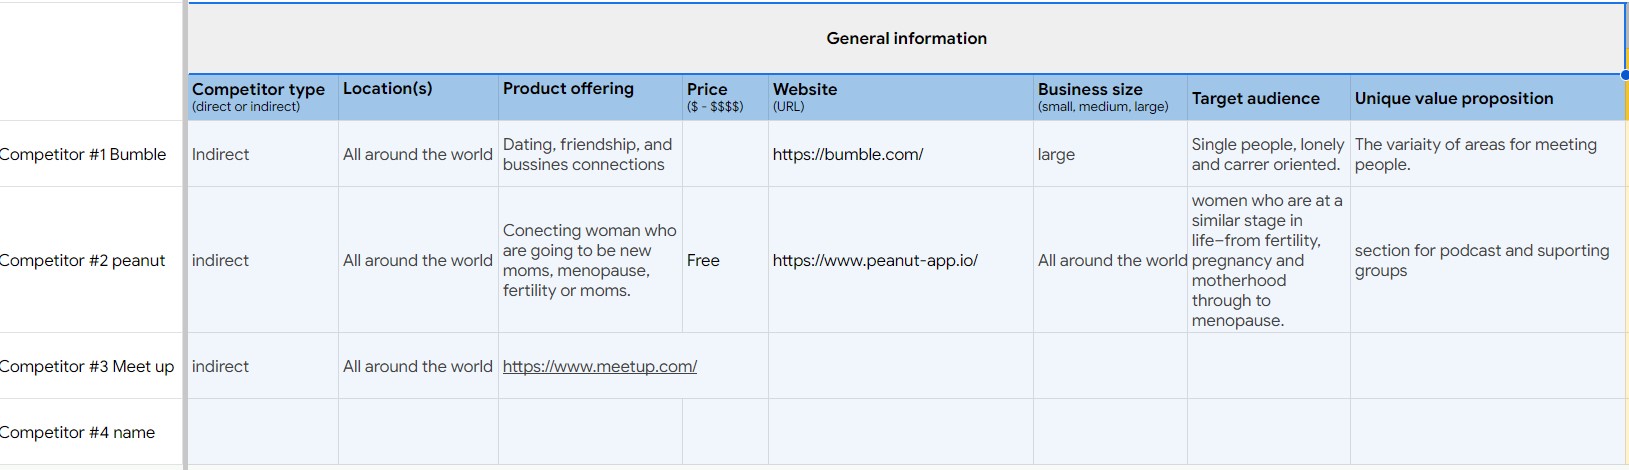 General information
Competitor type
(direct or indirect)
Location(s)
Product offering
Price
($ - $$$$)
Website
(URL)
Business size
(small, medium, large)
Target audience
Unique value proposition
Competitor #1 Bumble
Indirect
All around the world
Dating, friendship, and
bussines connections
https://bumble.com/
large
Single people, lonely
and carrer oriented.
The variaity of areas for meeting
people.
Competitor #2 peanut
indirect
All around the world
Conecting woman who
are going to be new
moms, menopause,
fertility or moms.
Free
https://www.peanut-app.io/
All around the world
women who are at a
similar stage in
life–from fertility,
pregnancy and
motherhood
through to
menopause.
section for podcast and suporting
groups
Competitor #3 Meet up
indirect
All around the world
https://www.meetup.com/
Competitor #4 name